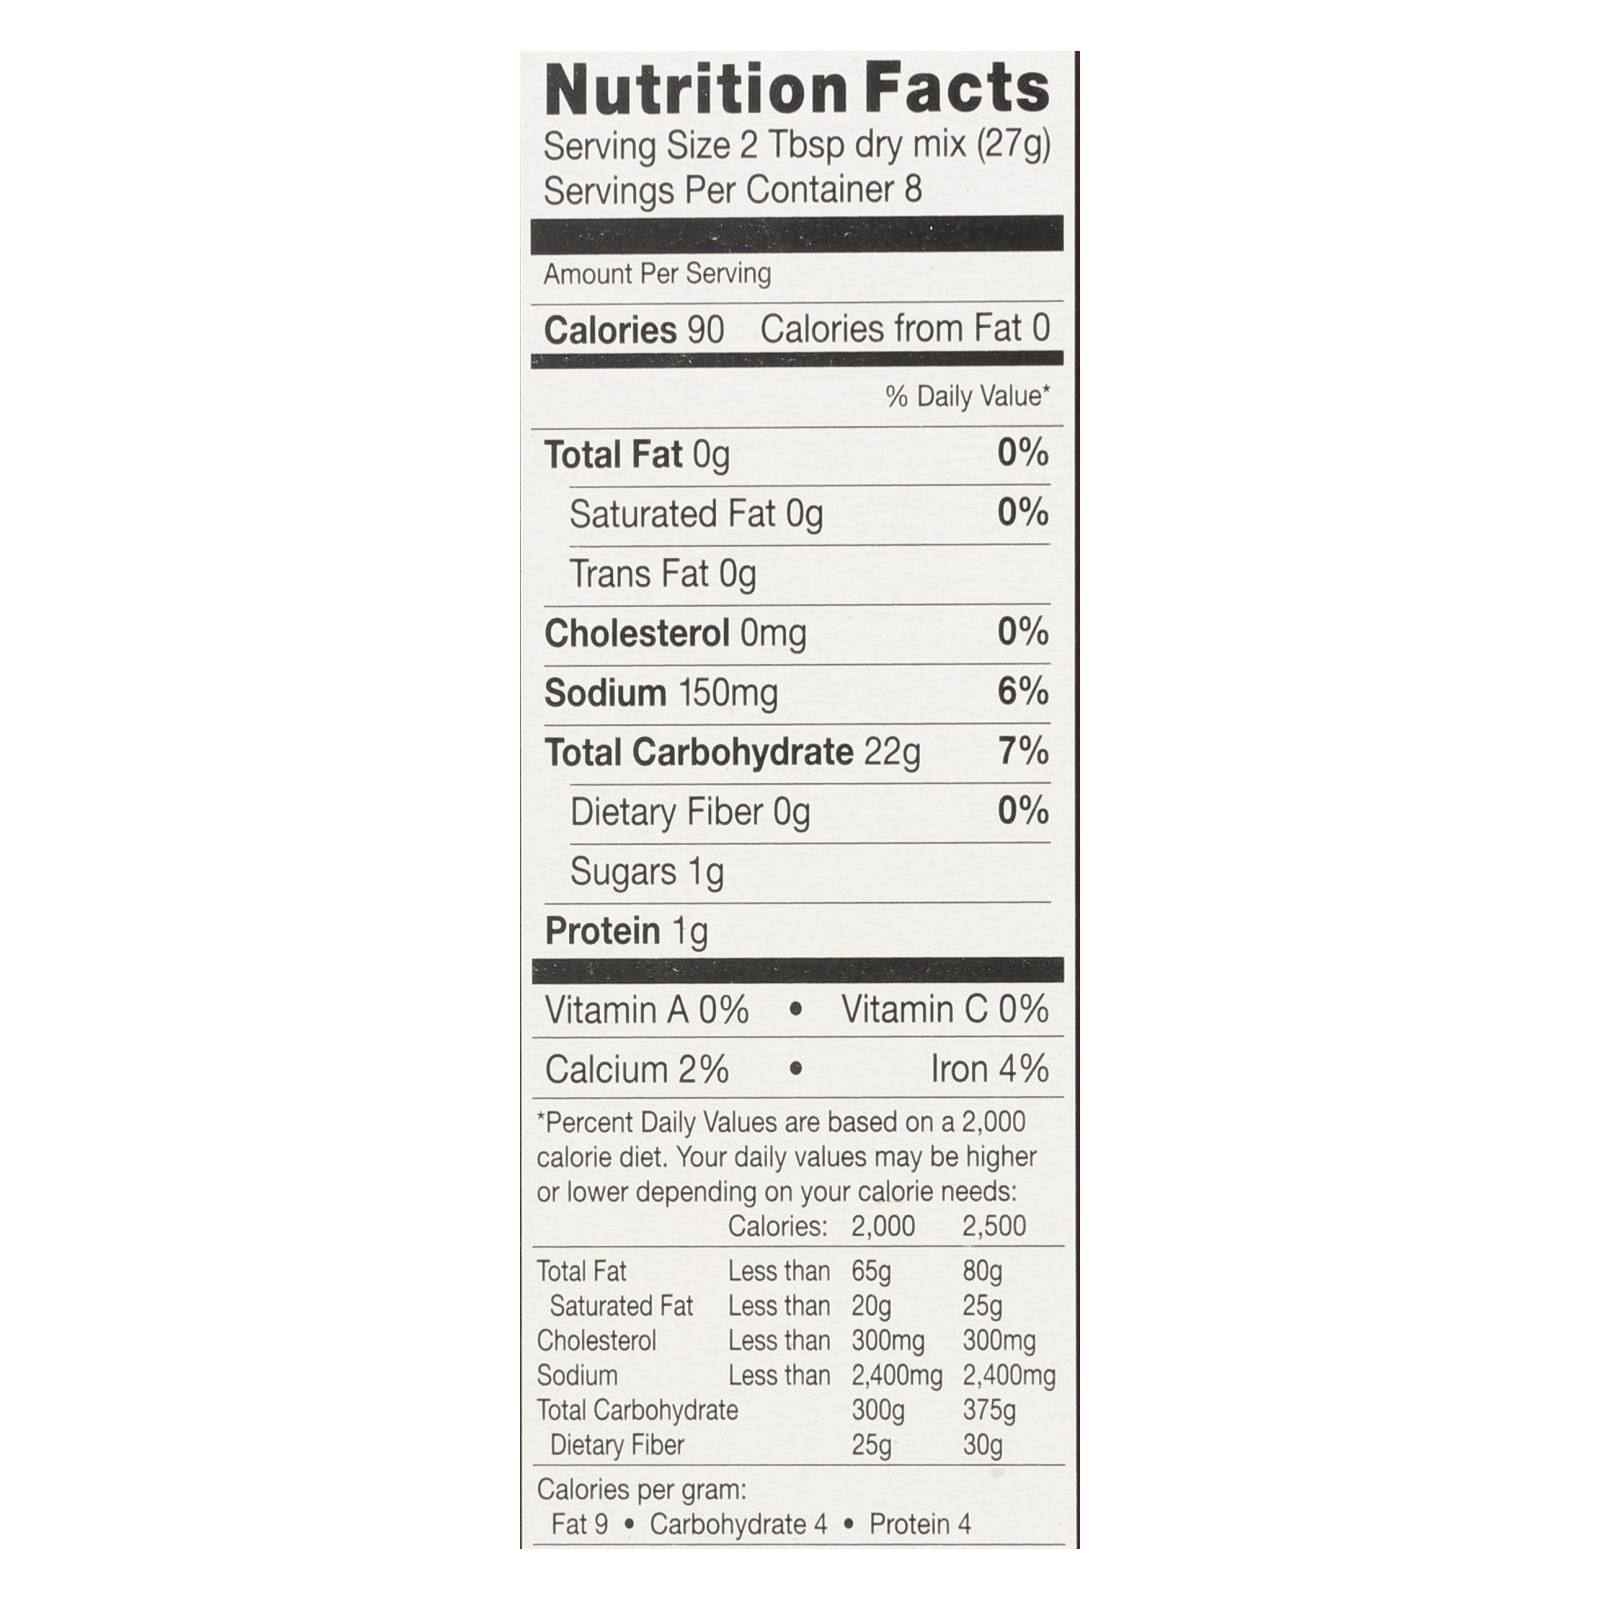 Nutrition Facts
Serving Size 2 Tbsp dry mix (27g)
Servings Per Container 8
Amount Per Serving
Calories 90 Calories from Fat 0
% Daily Value*
Total Fat 0g 0%
Saturated Fat 0g 0%
Trans Fat 0g
Cholesterol 0mg 0%
Sodium 150mg 6%
Total Carbohydrate 22g 7%
Dietary Fiber 0g 0%
Sugars 1g
Protein 1g
Vitamin A 0% • Vitamin C 0%
Calcium 2% • Iron 4%
*Percent Daily Values are based on a 2,000
calorie diet. Your daily values may be higher
or lower depending on your calorie needs:
Calories: 2,000 2,500
Total Fat Less than 65g 80g
Saturated Fat Less than 20g 25g
Cholesterol Less than 300mg 300mg
Sodium Less than 2,400mg 2,400mg
Total Carbohydrate 300g 375g
Dietary Fiber 25g 30g
Calories per gram:
Fat 9 • Carbohydrate 4 • Protein 4